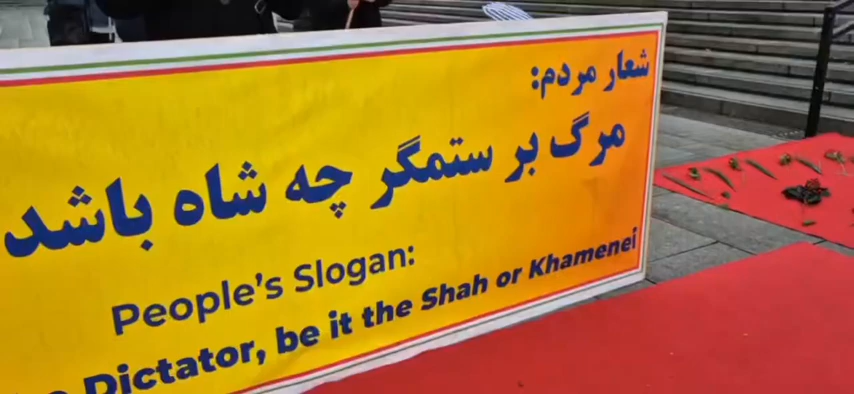 شعار مردم:
مرگ بر ستمگر چه شاه باشد
People's Slogan:
Dictator, be it the Shah or Khamenei